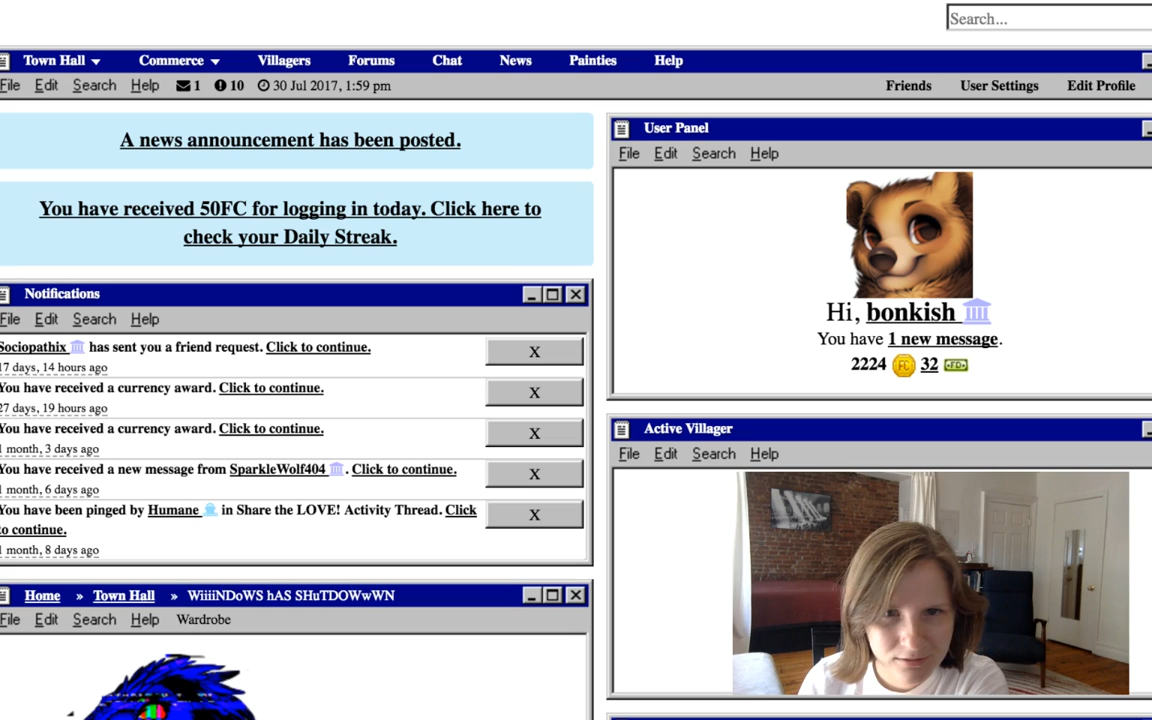 Search...
Town Hall Commerce Villagers Forums Chat News Painties Help
File Edit Search Help 1 10 30 Jul 2017, 1:59 pm Friends User Settings Edit Profile
A news announcement has been posted.
You have received 50FC for logging in today. Click here to
check your Daily Streak.
Notifications
File Edit Search Help
Sociopathix has sent you a friend request. Click to continue. X
17 days, 14 hours ago
You have received a currency award. Click to continue. X
27 days, 19 hours ago
You have received a currency award. Click to continue. X
1 month, 3 days ago
You have received a new message from SparkleWolf404 . Click to continue. X
1 month, 6 days ago
You have been pinged by Humane in Share the LOVE! Activity Thread. Click X
to continue.
1 month, 8 days ago
Home » Town Hall » WiiiiNDoWS hAS SHuTDOWwWN
File Edit Search Help Wardrobe
User Panel
File Edit Search Help
Hi, bonkish
You have 1 new message.
2224 FC 32 FD
Active Villager
File Edit Search Help